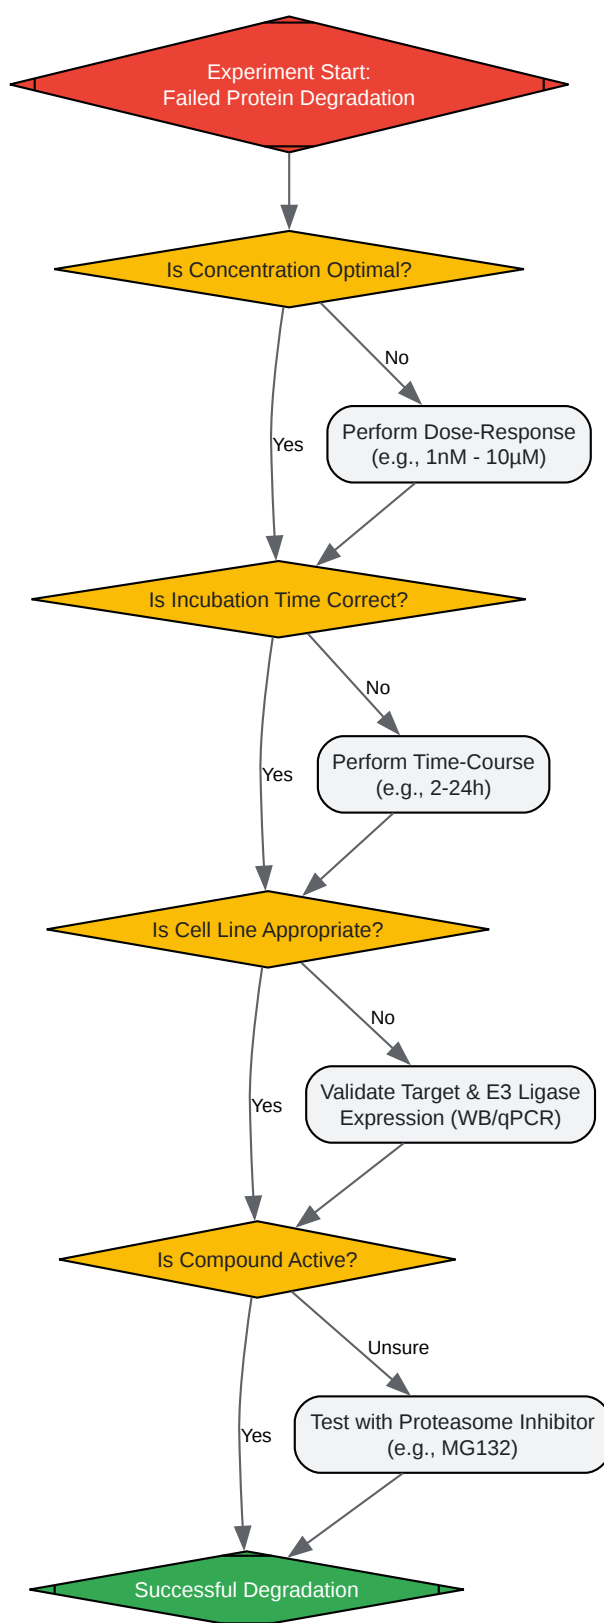 Experiment Start:
Failed Protein Degradation
Is Concentration Optimal?
No
Perform Dose-Response
(e.g., 1nM - 10µM)
Yes
Is Incubation Time Correct?
No
Perform Time-Course
(e.g., 2-24h)
Yes
Is Cell Line Appropriate?
No
Validate Target & E3 Ligase
Expression (WB/qPCR)
Yes
Is Compound Active?
Unsure
Test with Proteasome Inhibitor
(e.g., MG132)
Yes
Successful Degradation